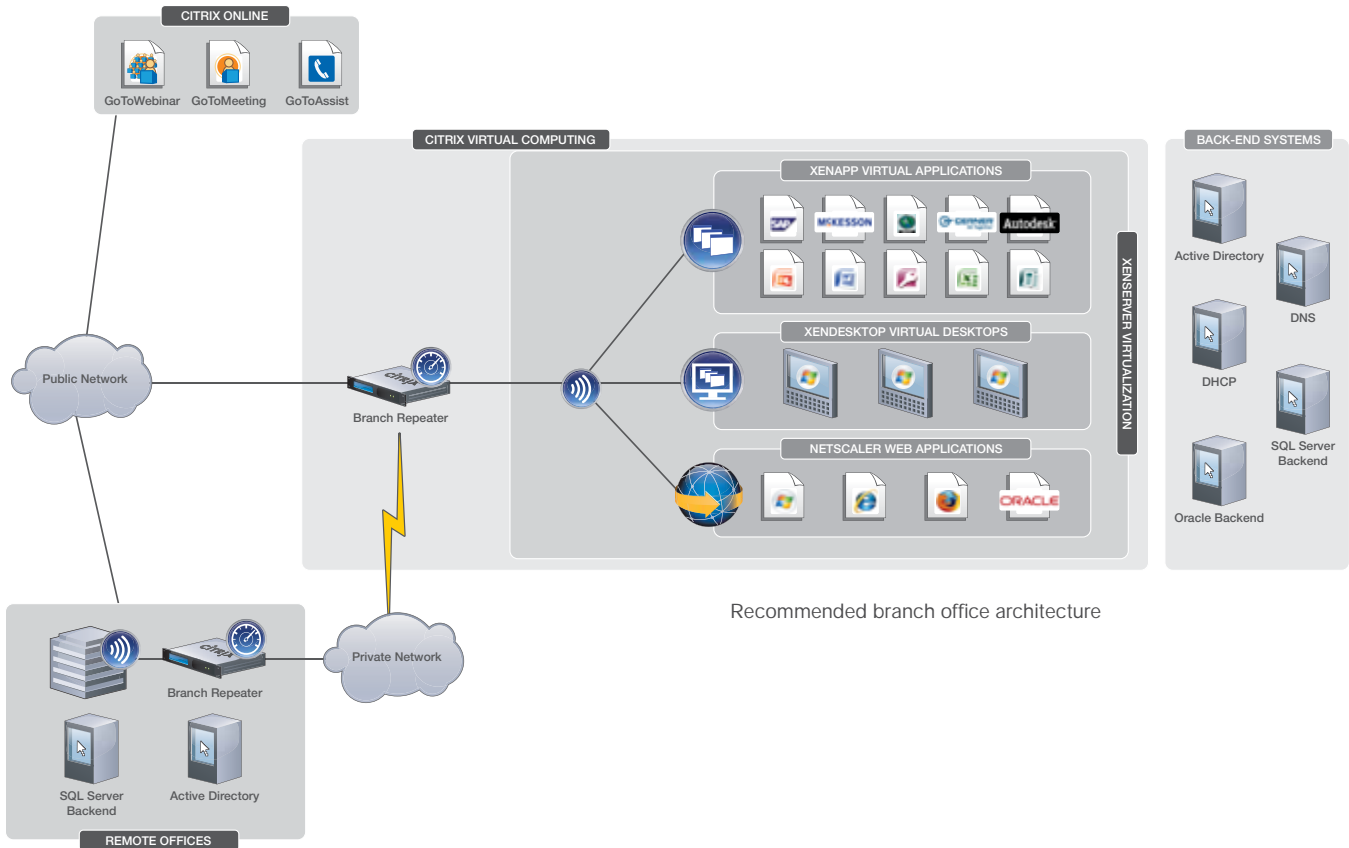 CITRIX ONLINE
GoToWebinar
GoToMeeting
GoToAssist
CITRIX VIRTUAL COMPUTING
BACK-END SYSTEMS
XENAPP VIRTUAL APPLICATIONS
SAP
MCKESSON
CERNER
Autodesk
XENSERVER VIRTUALIZATION
Active Directory
DNS
DHCP
SQL Server
Backend
Oracle Backend
XENDESKTOP VIRTUAL DESKTOPS
NETSCALER WEB APPLICATIONS
ORACLE
Public Network
CITRIX
Branch Repeater
Recommended branch office architecture
Private Network
CITRIX
Branch Repeater
SQL Server
Backend
Active Directory
REMOTE OFFICES